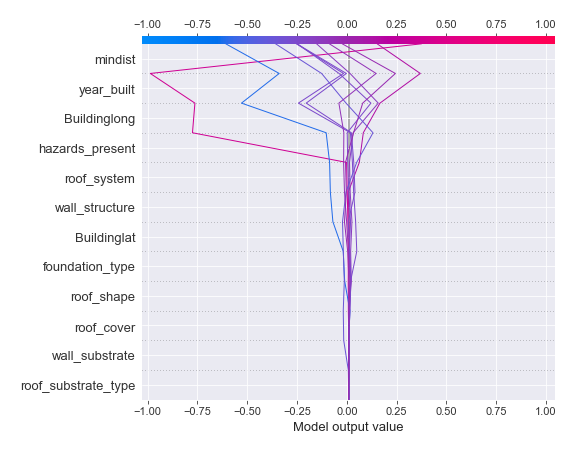 −1.00 −0.75 −0.50 −0.25 0.00 0.25 0.50 0.75 1.00
mindist
year_built
Buildinglong
hazards_present
roof_system
wall_structure
Buildinglat
foundation_type
roof_shape
roof_cover
wall_substrate
roof_substrate_type
−1.00 −0.75 −0.50 −0.25 0.00 0.25 0.50 0.75 1.00
Model output value